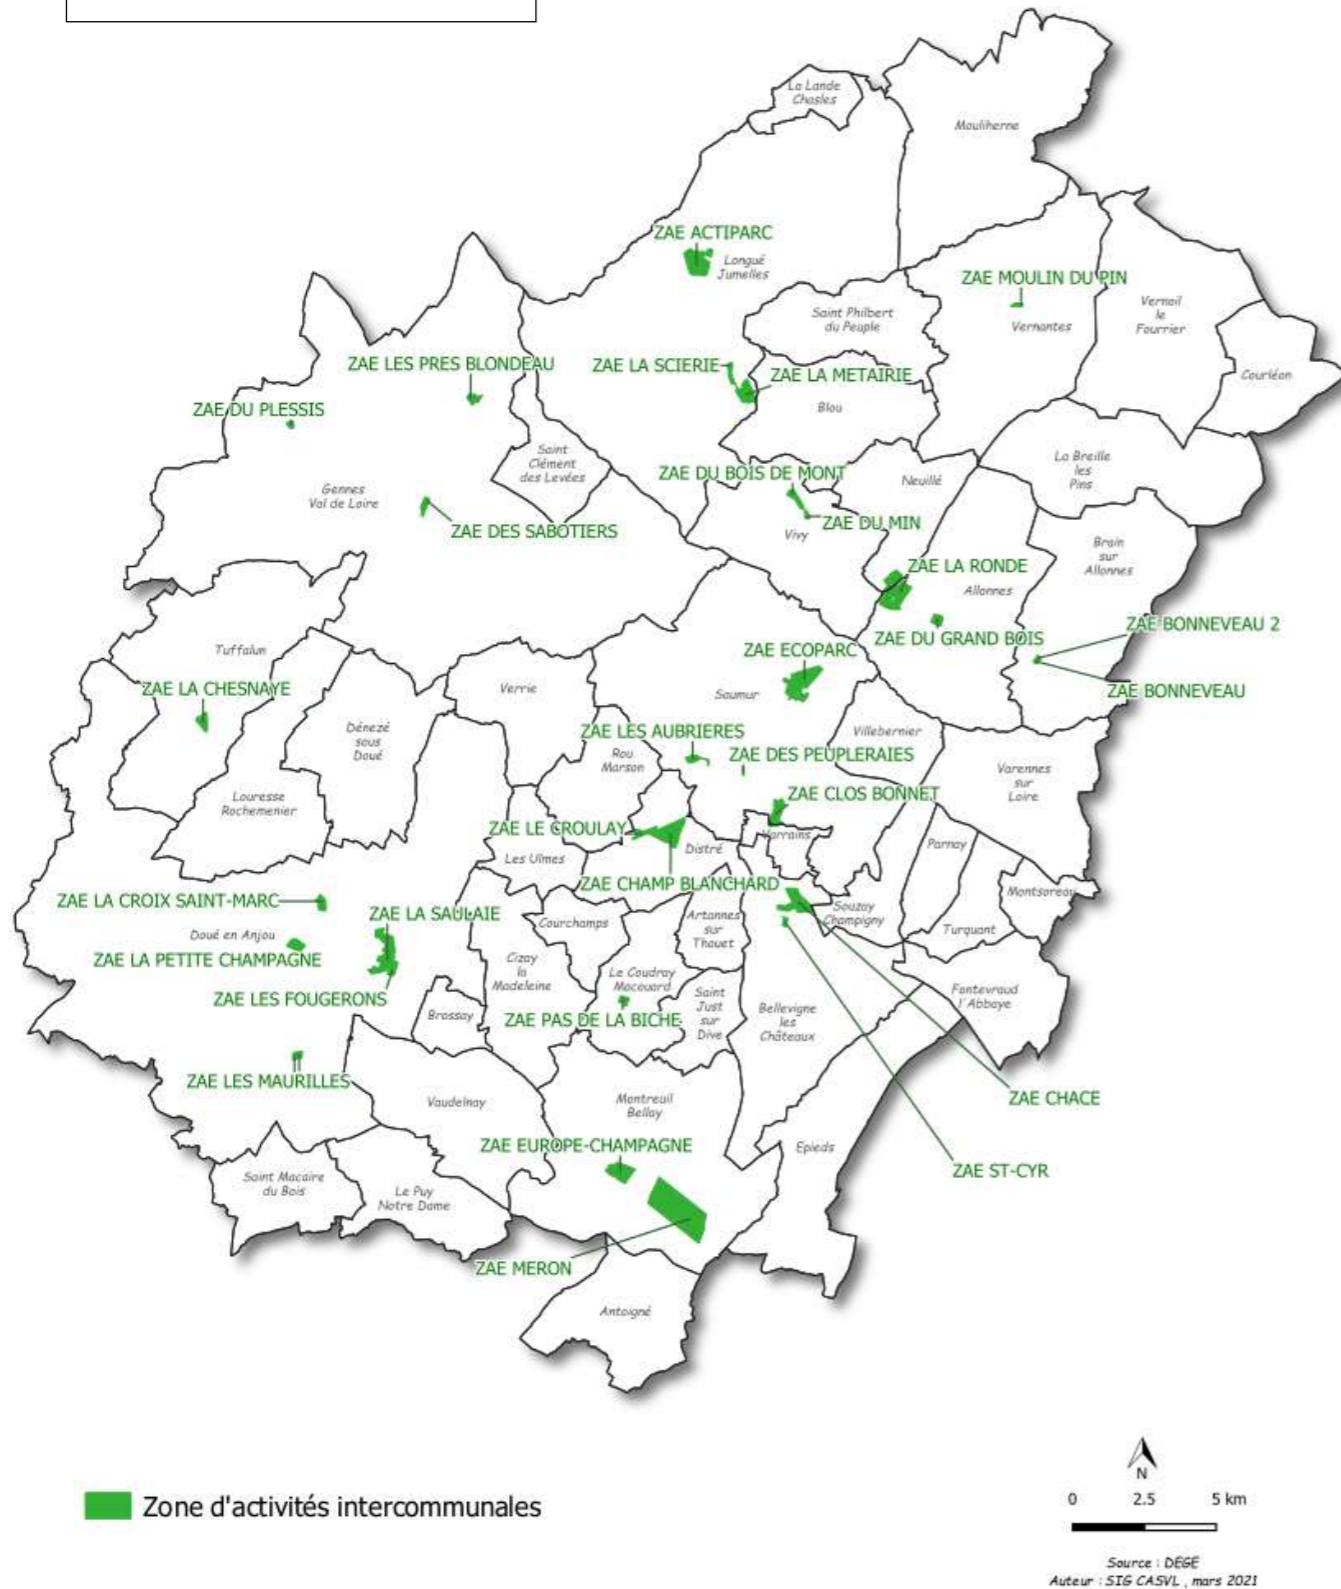 La Lande
Chasles
Mouliherne
ZAE ACTIPARC
Longué
Jumelles
ZAE MOULIN DU PIN
Vernantes
Vernoil
le
Fourrier
Saint Philbert
du Peuple
Courléon
ZAE LES PRES BLONDEAU
ZAE LA SCIERIE
ZAE LA METAIRIE
Blou
ZAE DU PLESSIS
Saint
Clément
des Levées
La Breille
les
Pins
Gennes
Val de Loire
ZAE DU BOIS DE MONT
Neuillé
ZAE DES SABOTIERS
ZAE DU MIN
Vivy
Brain
sur
Allonnes
ZAE LA RONDE
Allonnes
ZAE BONNEVEAU 2
ZAE DU GRAND BOIS
ZAE BONNEVEAU
Tuffalun
ZAE ECOPARC
Saumur
ZAE LA CHESNAYE
Verrie
Dénezé
sous
Doué
ZAE LES AUBRIERES
Rou
Marson
Villebernier
ZAE DES PEUPLERAIES
Varennes
sur
Loire
Louresse
Rochemenier
ZAE CLOS BONNET
ZAE LE CROULAY
Varrains
Distré
Parnay
Les Ulmes
ZAE CHAMP BLANCHARD
Montsoreau
ZAE LA CROIX SAINT-MARC
ZAE LA SAULAIE
Courchamps
Artannes
sur
Thouet
Souzay
Champigny
Turquant
Doué en Anjou
ZAE LA PETITE CHAMPAGNE
Cizay
la
Madeleine
Le Coudray
Macouard
ZAE LES FOUGERONS
Saint
Just
sur
Dive
Fontevraud
l'Abbaye
Brossay
ZAE PAS DE LA BICHE
Bellevigne
les
Châteaux
ZAE LES MAURILLES
Vaudelnay
Montreuil
Bellay
ZAE CHACE
ZAE EUROPE-CHAMPAGNE
Epieds
ZAE ST-CYR
Saint Macaire
du Bois
Le Puy
Notre Dame
ZAE MERON
Antoigné
Zone d'activités intercommunales
N
0 2.5 5 km
Source : DEGE
Auteur : SIG CASVL , mars 2021